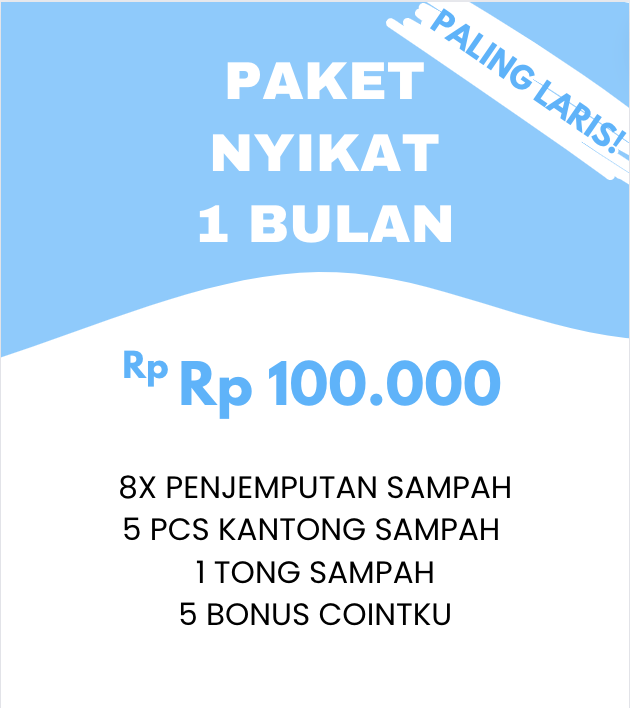 PALING LARIS!
PAKET
NYIKAT
1 BULAN
Rp Rp 100.000
8X PENJEMPUTAN SAMPAH
5 PCS KANTONG SAMPAH
1 TONG SAMPAH
5 BONUS COINTKU